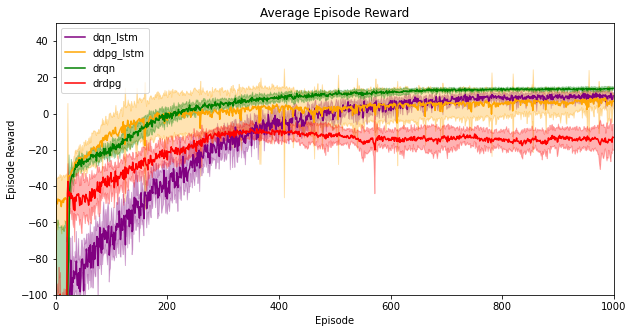 Average Episode Reward
dqn_lstm
ddpg_lstm
drqn
drdpg
40
20
0
−20
−40
−60
−80
−100
Episode Reward
0
200
400
600
800
1000
Episode